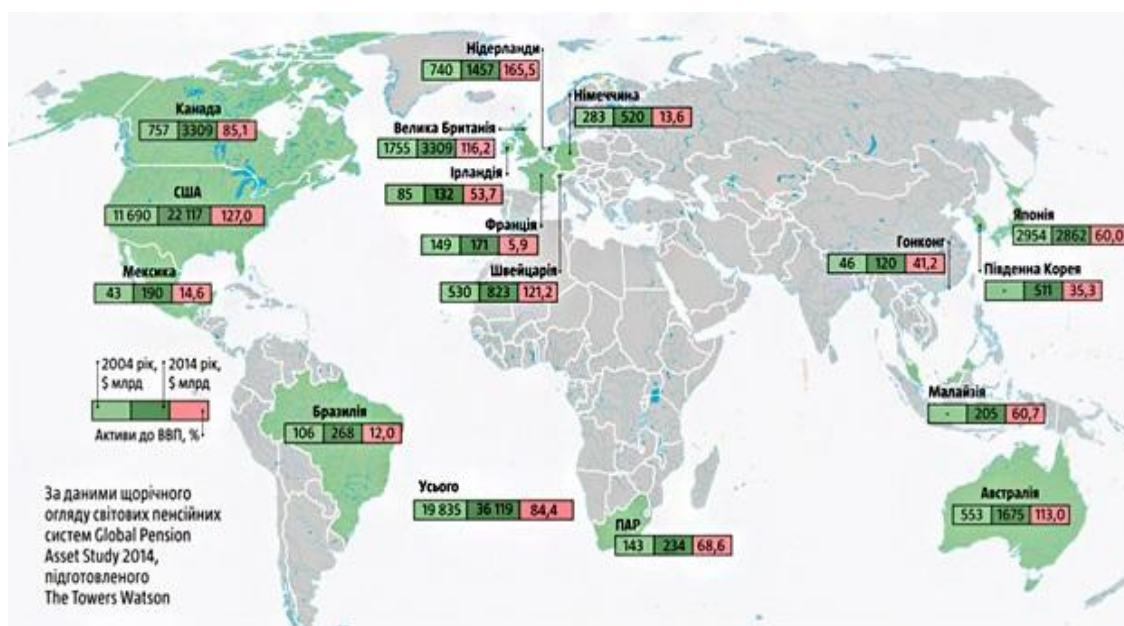 Нідерланди
740 1457 165,5
Німеччина
283 520 13,6
Канада
757 3309 85,1
Велика Британія
1755 3309 116,2
Ірландія
85 132 53,7
США
11 690 22 117 127,0
Франція
149 171 5,9
Японія
2954 2862 60,0
Гонконг
46 120 41,2
Мексика
43 190 14,6
Швейцарія
530 823 121,2
Південна Корея
- 511 35,3
2004 рік, $ млрд
2014 рік, $ млрд
Активи до ВВП, %
Бразилія
106 268 12,0
Малайзія
- 205 60,7
Усього
19 835 36 119 84,4
Австралія
553 1675 113,0
ПАР
143 234 68,6
За даними щорічного
огляду світових пенсійних
систем Global Pension
Asset Study 2014,
підготовленого
The Towers Watson